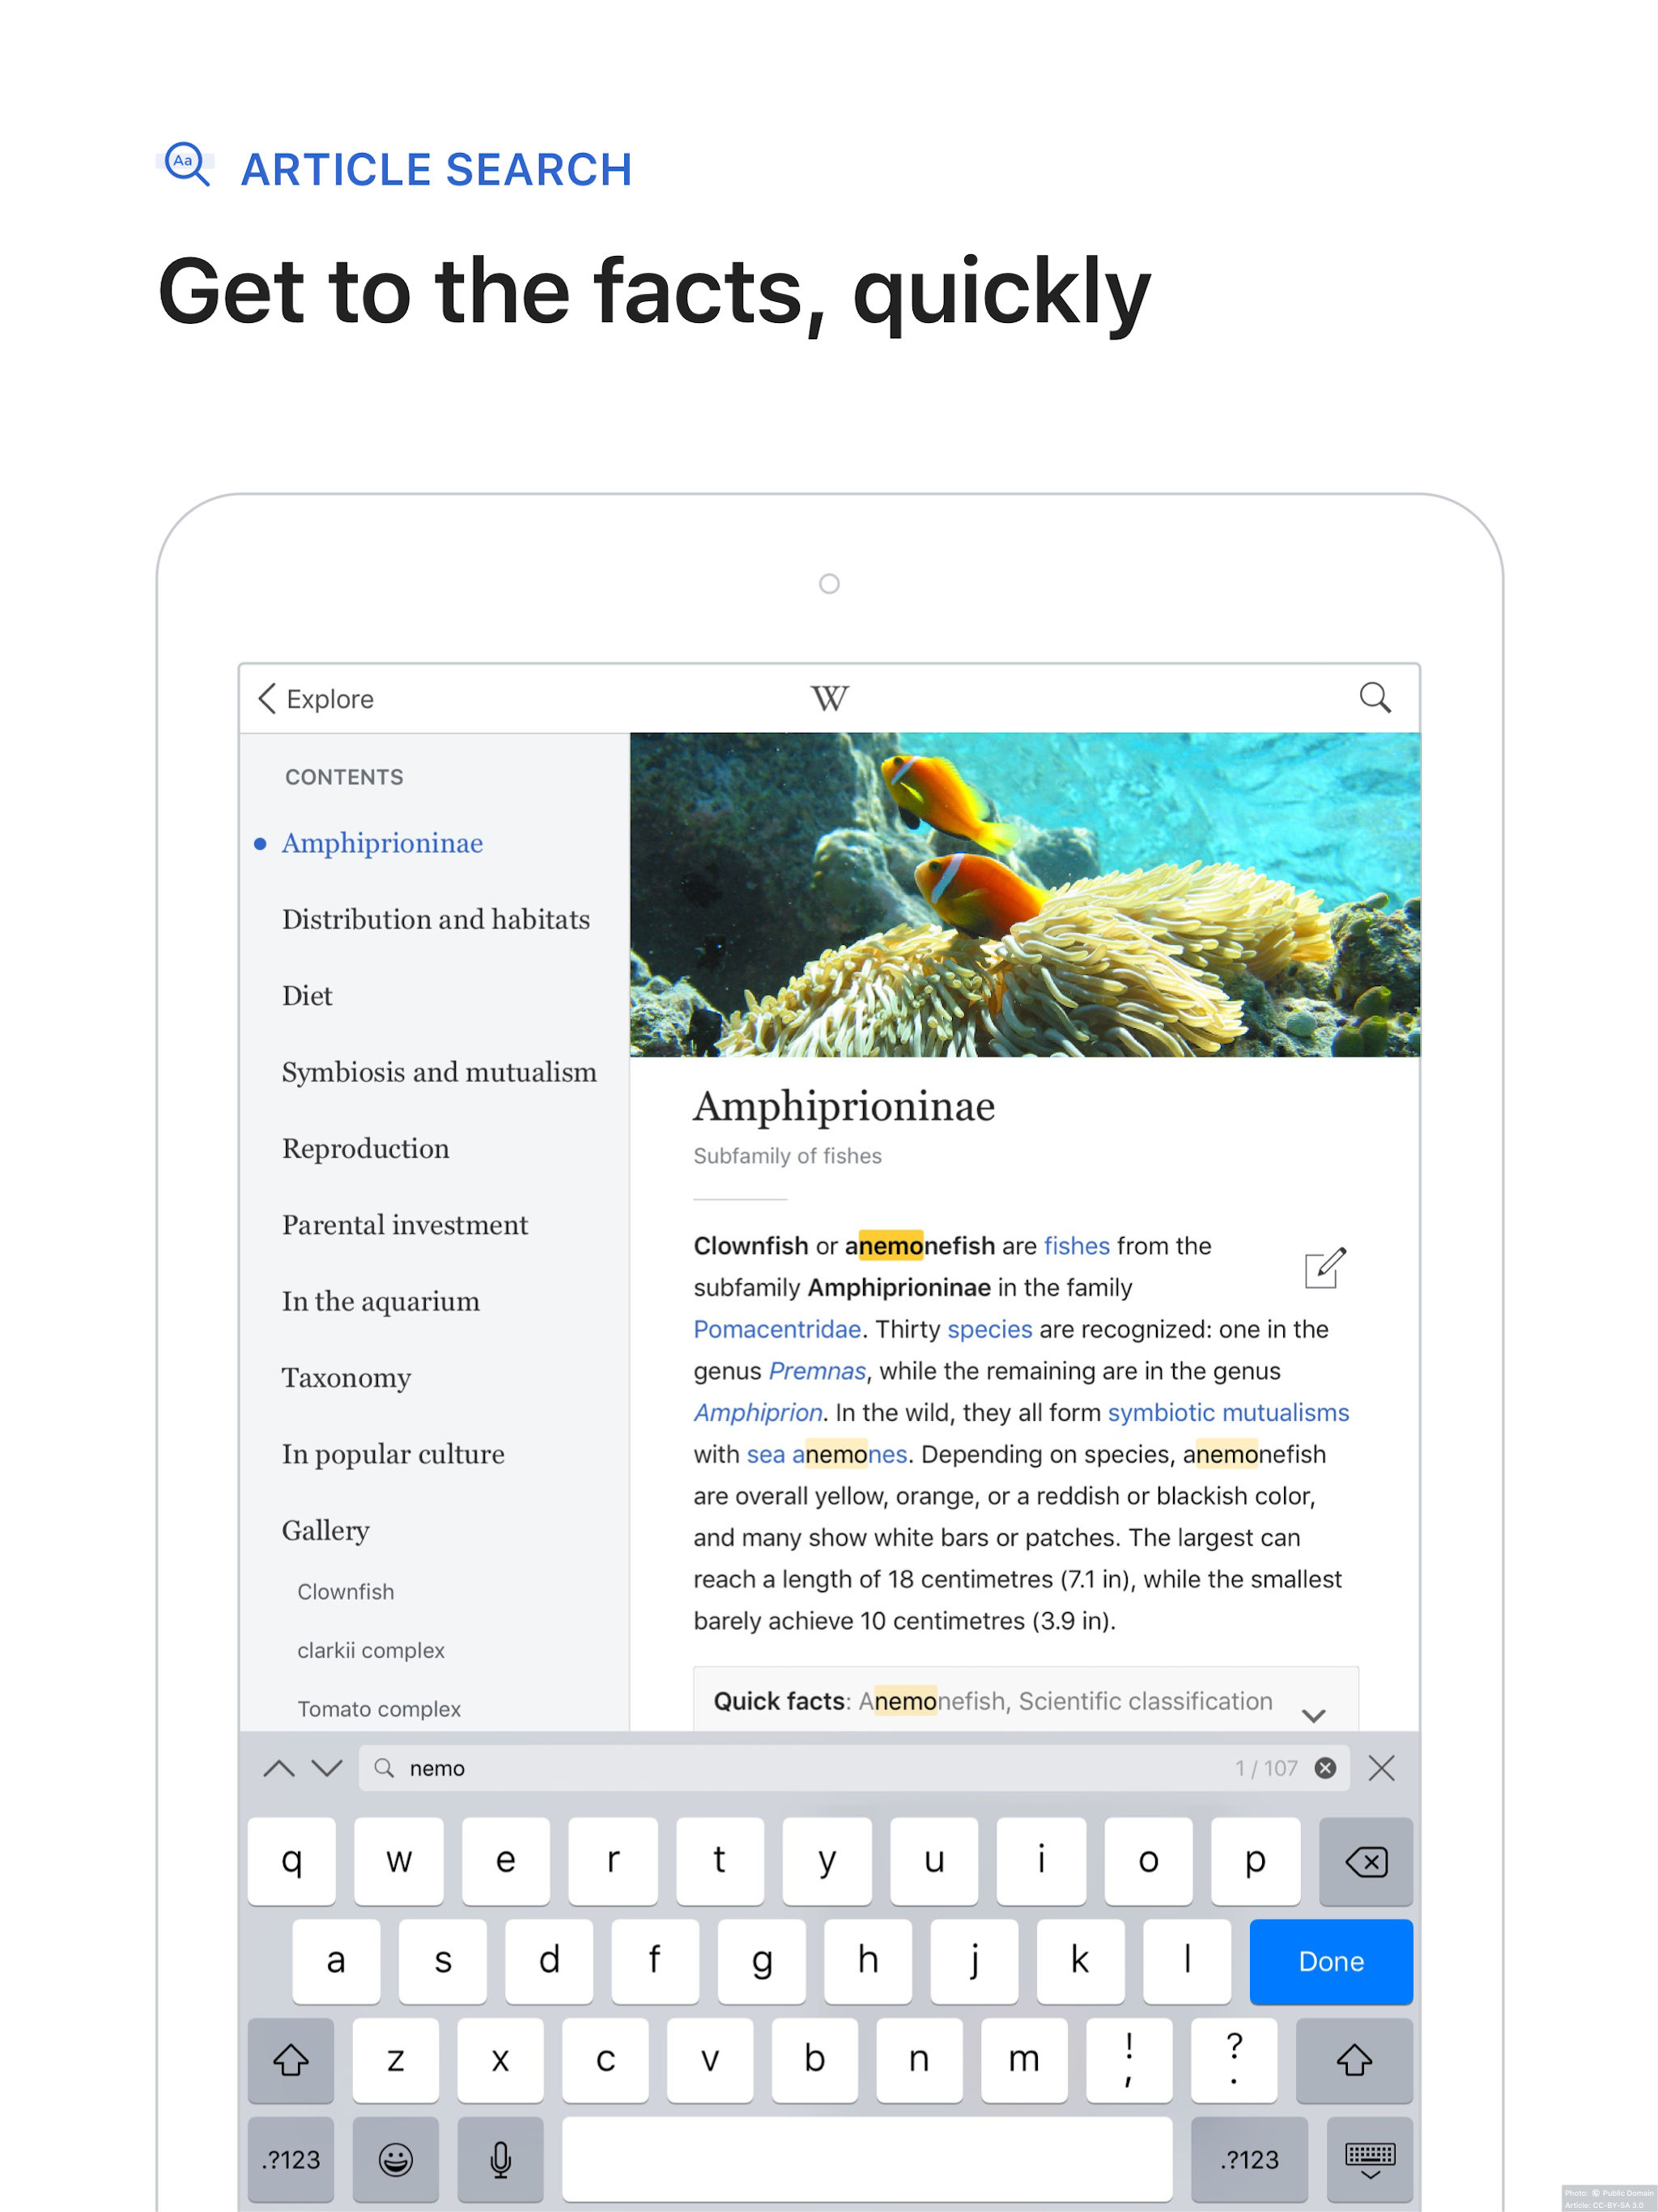 Aa
ARTICLE SEARCH
Get to the facts, quickly
Explore
W
CONTENTS
Amphiprioninae
Distribution and habitats
Diet
Symbiosis and mutualism
Reproduction
Parental investment
In the aquarium
Taxonomy
In popular culture
Gallery
Clownfish
clarkii complex
Tomato complex
Amphiprioninae
Subfamily of fishes
Clownfish or anemonefish are fishes from the
subfamily Amphiprioninae in the family
Pomacentridae. Thirty species are recognized: one in the
genus Premnas, while the remaining are in the genus
Amphiprion. In the wild, they all form symbiotic mutualisms
with sea anemones. Depending on species, anemonefish
are overall yellow, orange, or a reddish or blackish color,
and many show white bars or patches. The largest can
reach a length of 18 centimetres (7.1 in), while the smallest
barely achieve 10 centimetres (3.9 in).
Quick facts: Anemonefish, Scientific classification
nemo
1 / 107
q w e r t y u i o p
a s d f g h j k l Done
z x c v b n m ! , ? .
.?123 .?123
Photo: © Public Domain
Article: CC-BY-SA 3.0